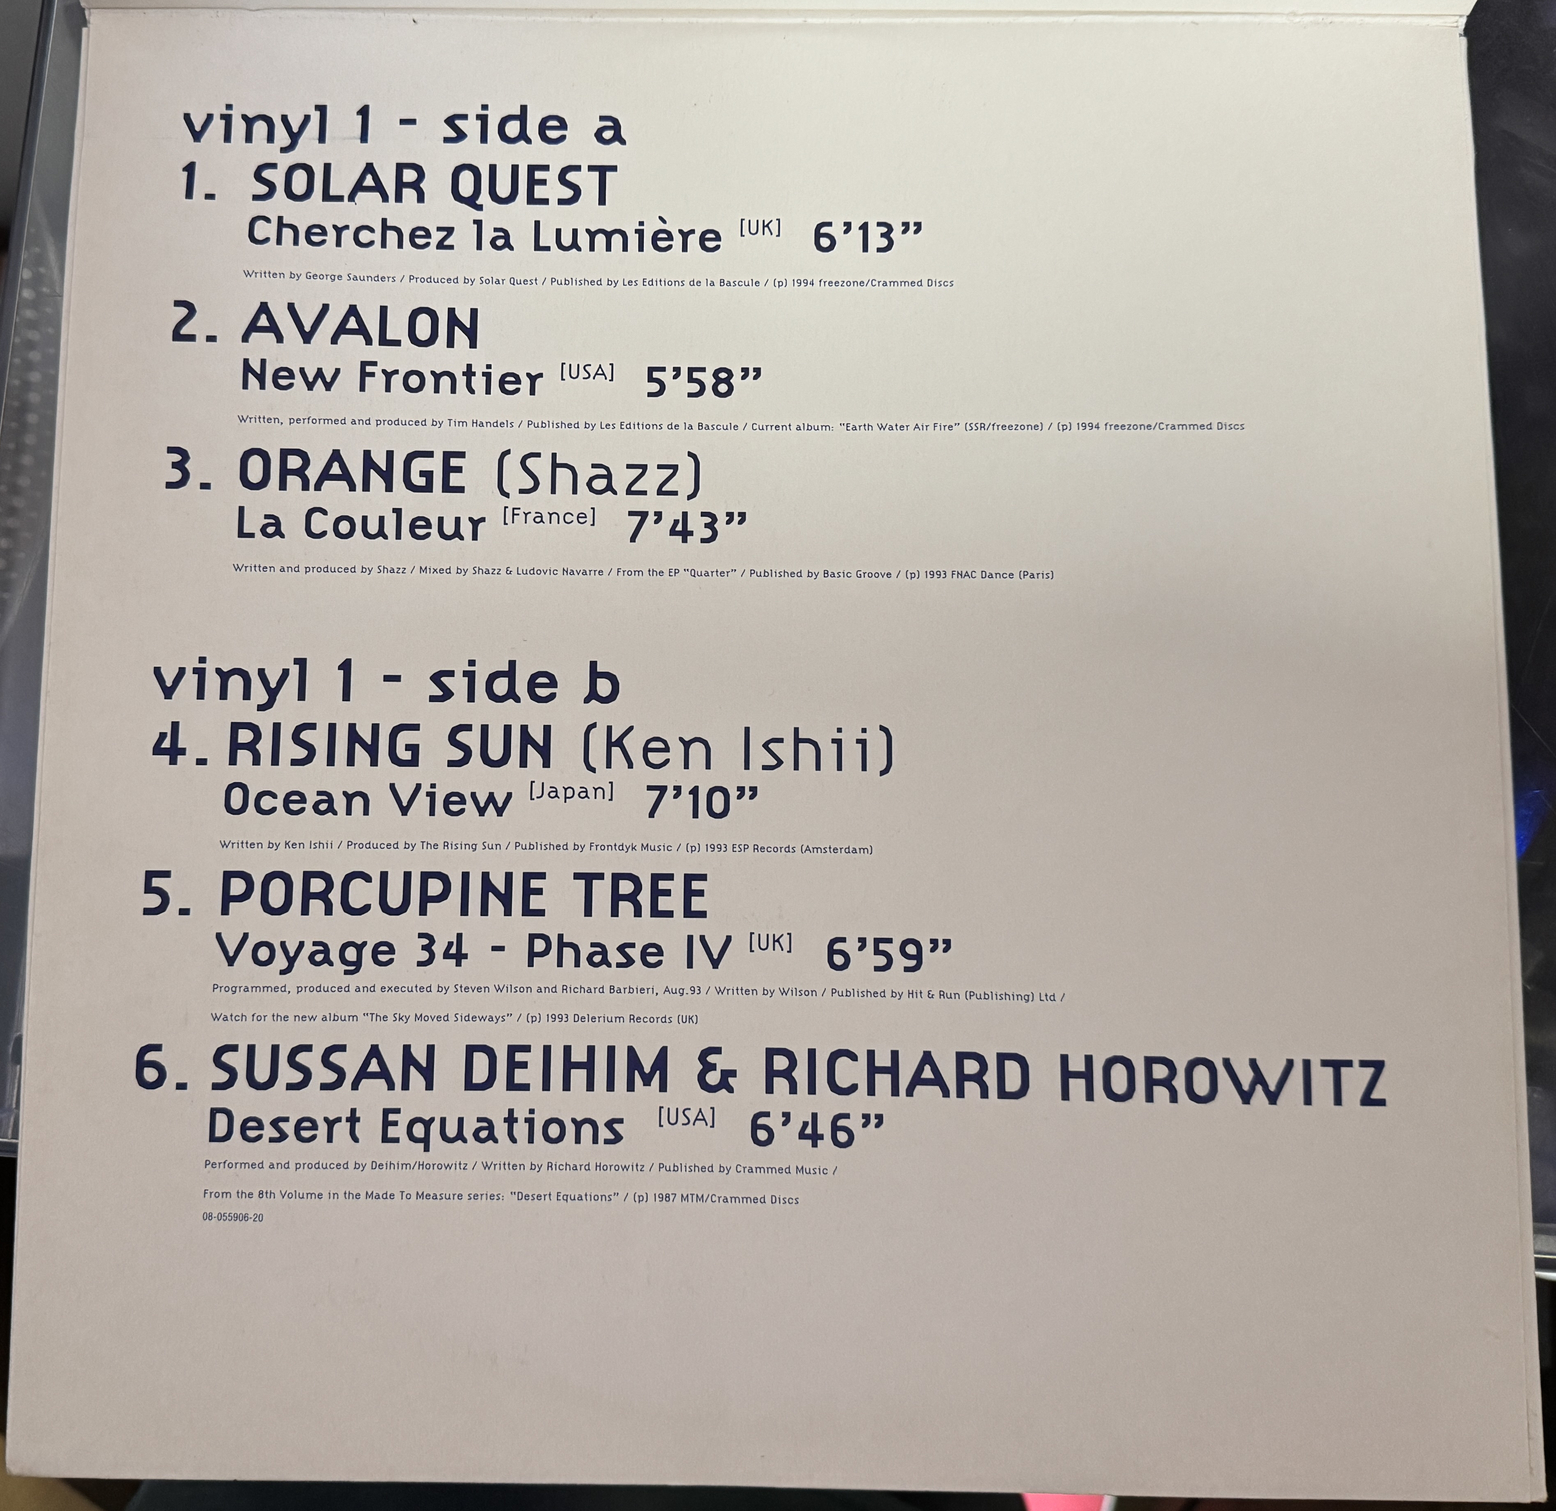 vinyl 1 - side a
1. SOLAR QUEST
Cherchez la Lumière [UK] 6’13”
Written by George Saunders / Produced by Solar Quest / Published by Les Editions de la Bascule / (p) 1994 freezone/Crammed Discs
2. AVALON
New Frontier [USA] 5’58”
Written, performed and produced by Tim Handels / Published by Les Editions de la Bascule / Current album: “Earth Water Air Fire” (SSR/freezone) / (p) 1994 freezone/Crammed Discs
3. ORANGE (Shazz)
La Couleur [France] 7’43”
Written and produced by Shazz / Mixed by Shazz & Ludovic Navarre / From the EP “Quarter” / Published by Basic Groove / (p) 1993 FNAC Dance (Paris)
vinyl 1 - side b
4. RISING SUN (Ken Ishii)
Ocean View [Japan] 7’10”
Written by Ken Ishii / Produced by The Rising Sun / Published by Frontdyk Music / (p) 1993 ESP Records (Amsterdam)
5. PORCUPINE TREE
Voyage 34 - Phase IV [UK] 6’59”
Programmed, produced and executed by Steven Wilson and Richard Barbieri, Aug.93 / Written by Wilson / Published by Hit & Run (Publishing) Ltd /
Watch for the new album “The Sky Moved Sideways” / (p) 1993 Delerium Records (UK)
6. SUSSAN DEIHIM & RICHARD HOROWITZ
Desert Equations [USA] 6’46”
Performed and produced by Deihim/Horowitz / Written by Richard Horowitz / Published by Crammed Music /
From the 8th Volume in the Made To Measure series: “Desert Equations” / (p) 1987 MTM/Crammed Discs
08-055906-20